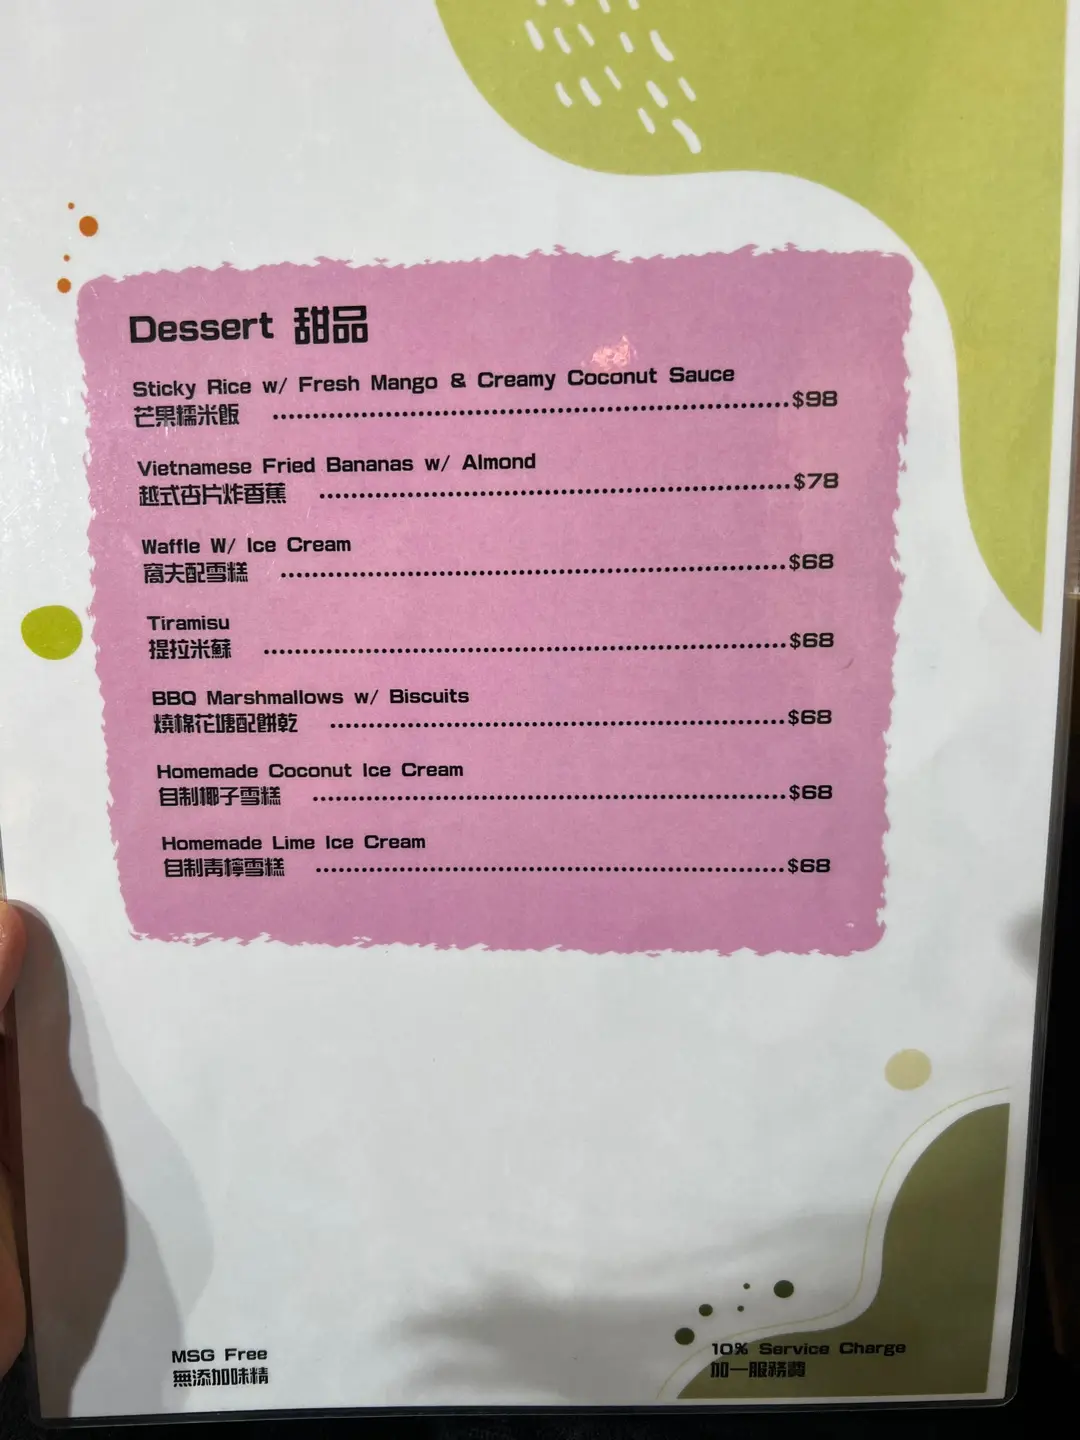 Dessert 甜品
Sticky Rice w/ Fresh Mango & Creamy Coconut Sauce
芒果糯米飯 ........................$98
Vietnamese Fried Bananas w/ Almond
越式杏片炸香蕉 ........................$78
Waffle W/ Ice Cream
窩夫配雪糕 ........................$68
Tiramisu
提拉米蘇 ........................$68
BBQ Marshmallows w/ Biscuits
燒棉花塘配餅乾 ........................$68
Homemade Coconut Ice Cream
自制椰子雪糕 ........................$68
Homemade Lime Ice Cream
自制青檸雪糕 ........................$68
MSG Free
無添加味精
10% Service Charge
加一服務費